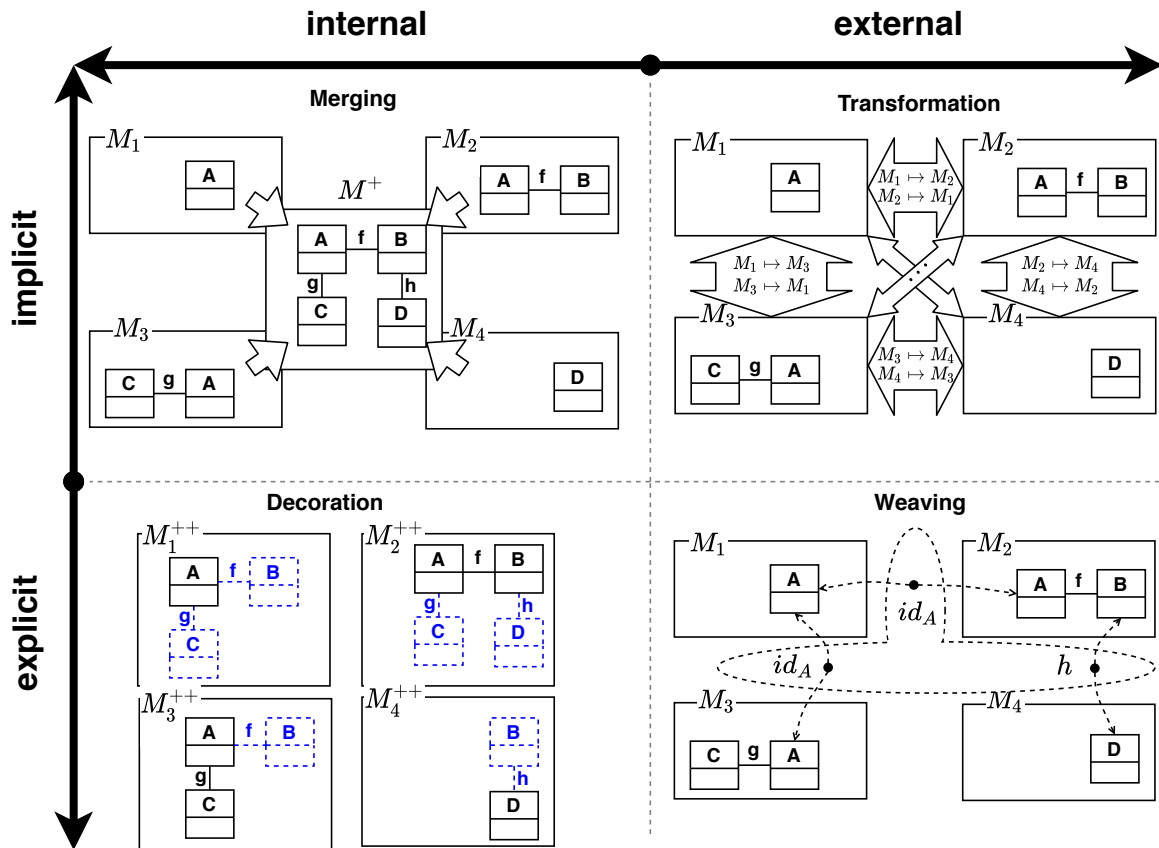 internal
external
implicit
explicit
Merging
M₁
A
M₂
A f B
M⁺
A f B
g h
C D
M₃
C g A
M₄
D
Transformation
M₁
A
M₁ ↦ M₂
M₂ ↦ M₁
M₂
A f B
M₁ ↦ M₃
M₃ ↦ M₁
...
M₂ ↦ M₄
M₄ ↦ M₂
M₃
C g A
M₃ ↦ M₄
M₄ ↦ M₃
M₄
D
Decoration
M₁⁺⁺
A f B
g
C
M₂⁺⁺
A f B
g h
C D
M₃⁺⁺
A f B
g
C
M₄⁺⁺
B
h
D
Weaving
M₁
A
M₂
A f B
id_A
id_A
h
M₃
C g A
M₄
D